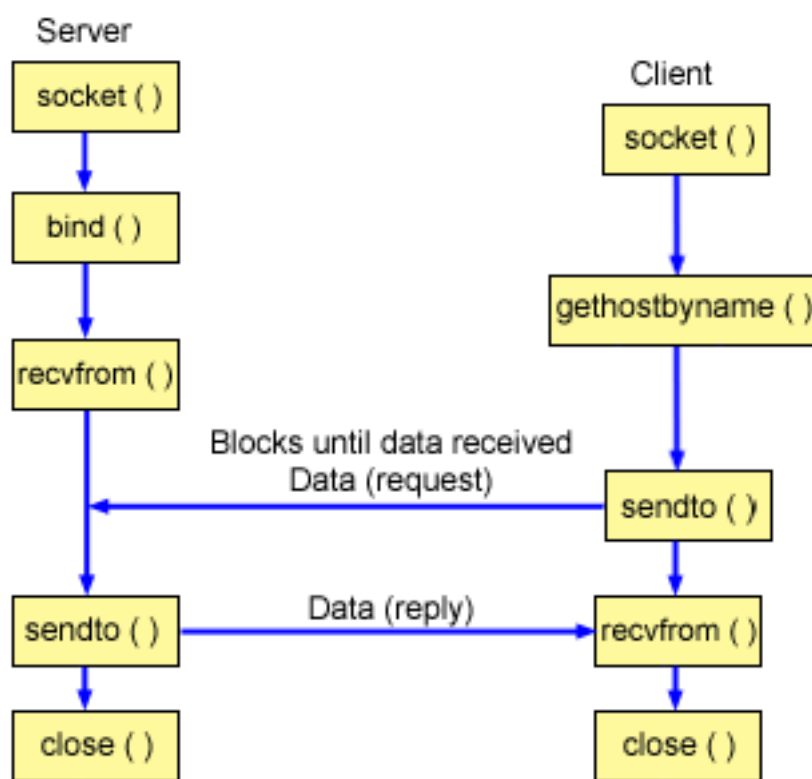 Server
socket ( )
bind ( )
recvfrom ( )
Client
socket ( )
gethostbyname ( )
Blocks until data received
Data (request)
sendto ( )
sendto ( )
Data (reply)
recvfrom ( )
close ( )
close ( )